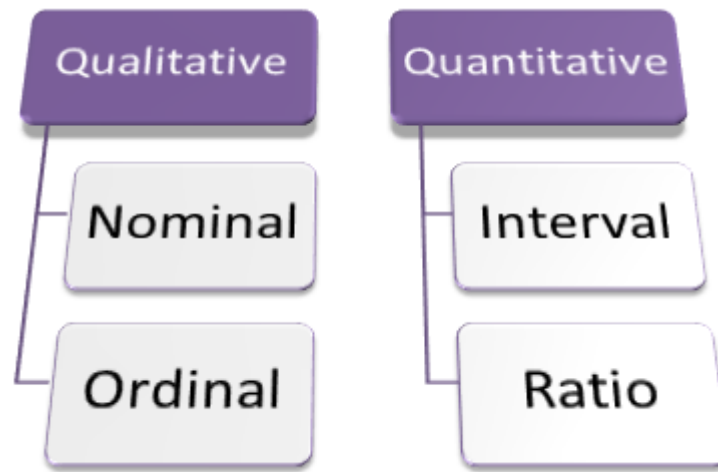 Qualitative
Nominal
Ordinal
Quantitative
Interval
Ratio